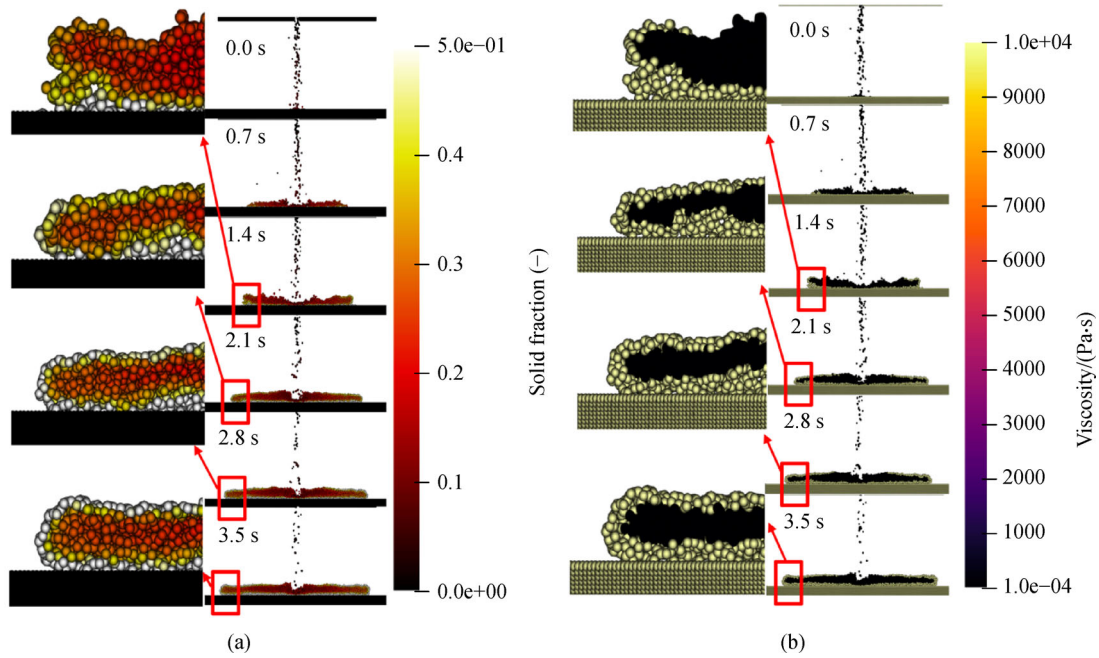 0.0 s
0.7 s
1.4 s
2.1 s
2.8 s
3.5 s
5.0e−01
0.4
0.3
0.2
0.1
0.0e+00
Solid fraction (−)
(a)
0.0 s
0.7 s
1.4 s
2.1 s
2.8 s
3.5 s
1.0e+04
9000
8000
7000
6000
5000
4000
3000
2000
1000
1.0e−04
Viscosity/(Pa·s)
(b)